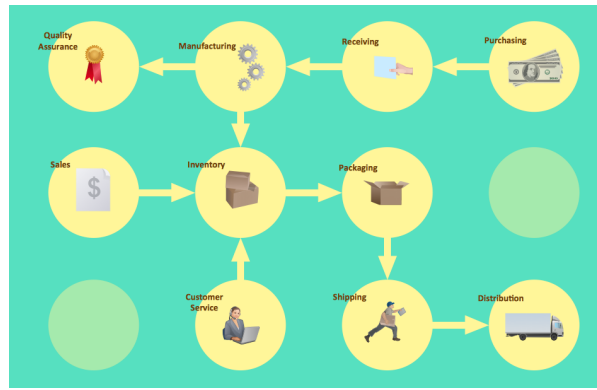 Quality
Assurance
Manufacturing
Receiving
Purchasing
Sales
$
Inventory
Packaging
Customer
Service
Shipping
Distribution